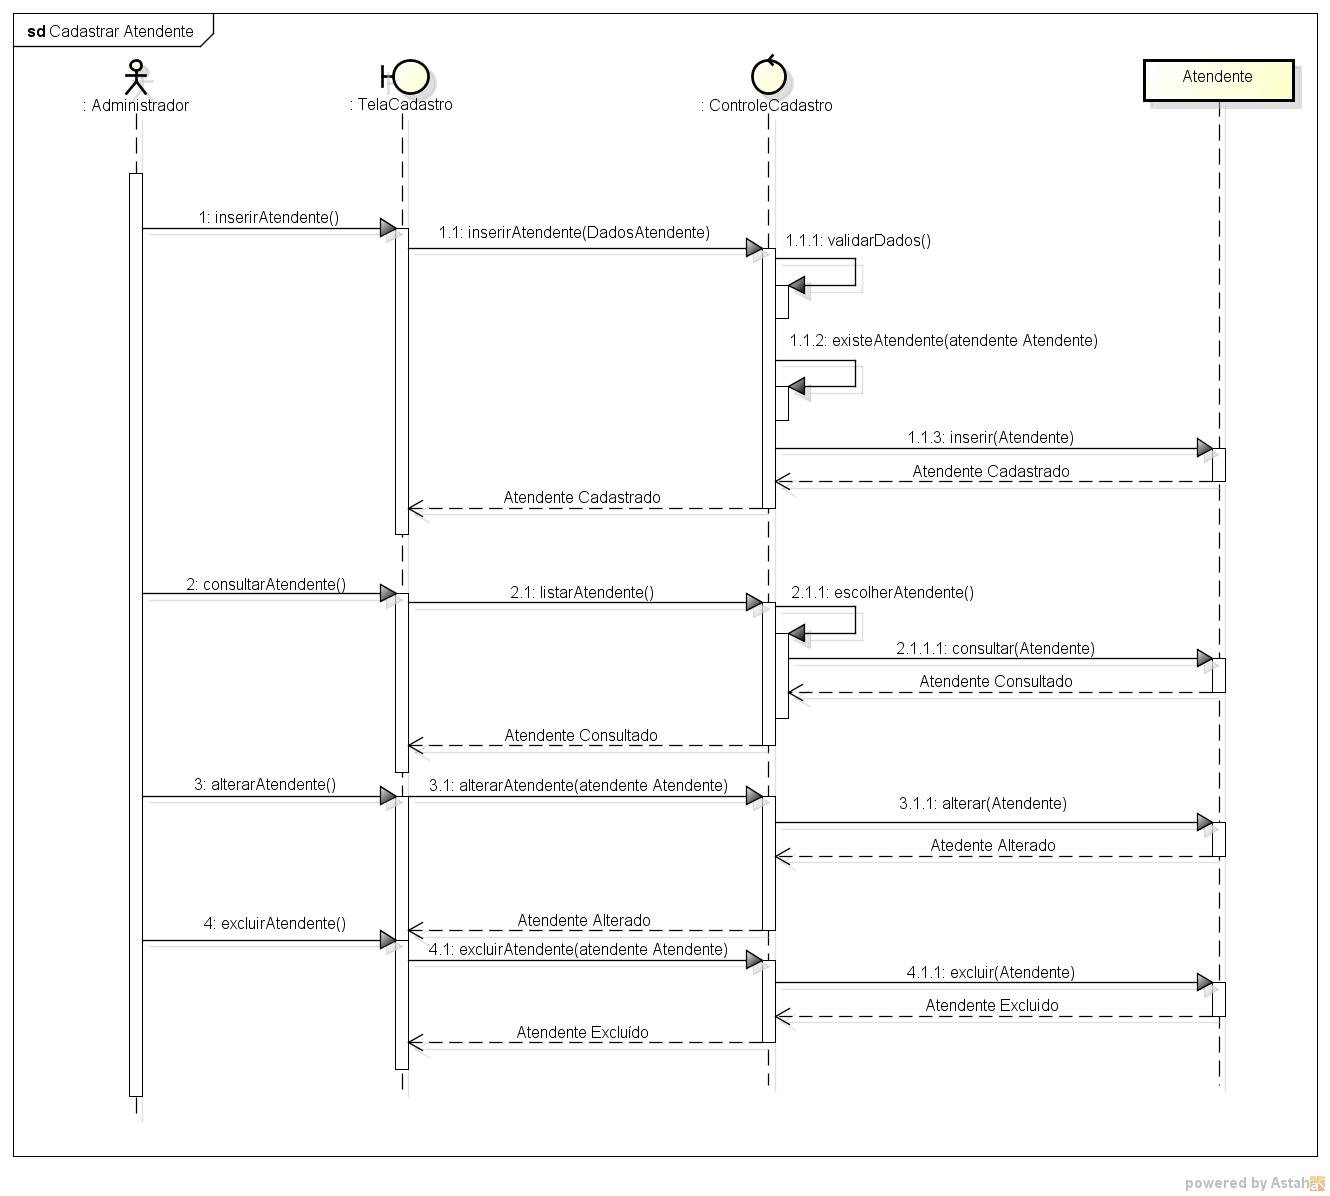 sd Cadastrar Atendente
: Administrador
: TelaCadastro
: ControleCadastro
Atendente
1: inserirAtendente()
1.1: inserirAtendente(DadosAtendente)
1.1.1: validarDados()
1.1.2: existeAtendente(atendente Atendente)
1.1.3: inserir(Atendente)
Atendente Cadastrado
Atendente Cadastrado
2: consultarAtendente()
2.1: listarAtendente()
2.1.1: escolherAtendente()
2.1.1.1: consultar(Atendente)
Atendente Consultado
Atendente Consultado
3: alterarAtendente()
3.1: alterarAtendente(atendente Atendente)
3.1.1: alterar(Atendente)
Atedente Alterado
Atendente Alterado
4: excluirAtendente()
4.1: excluirAtendente(atendente Atendente)
4.1.1: excluir(Atendente)
Atendente Excluido
Atendente Excluído
powered by Astah